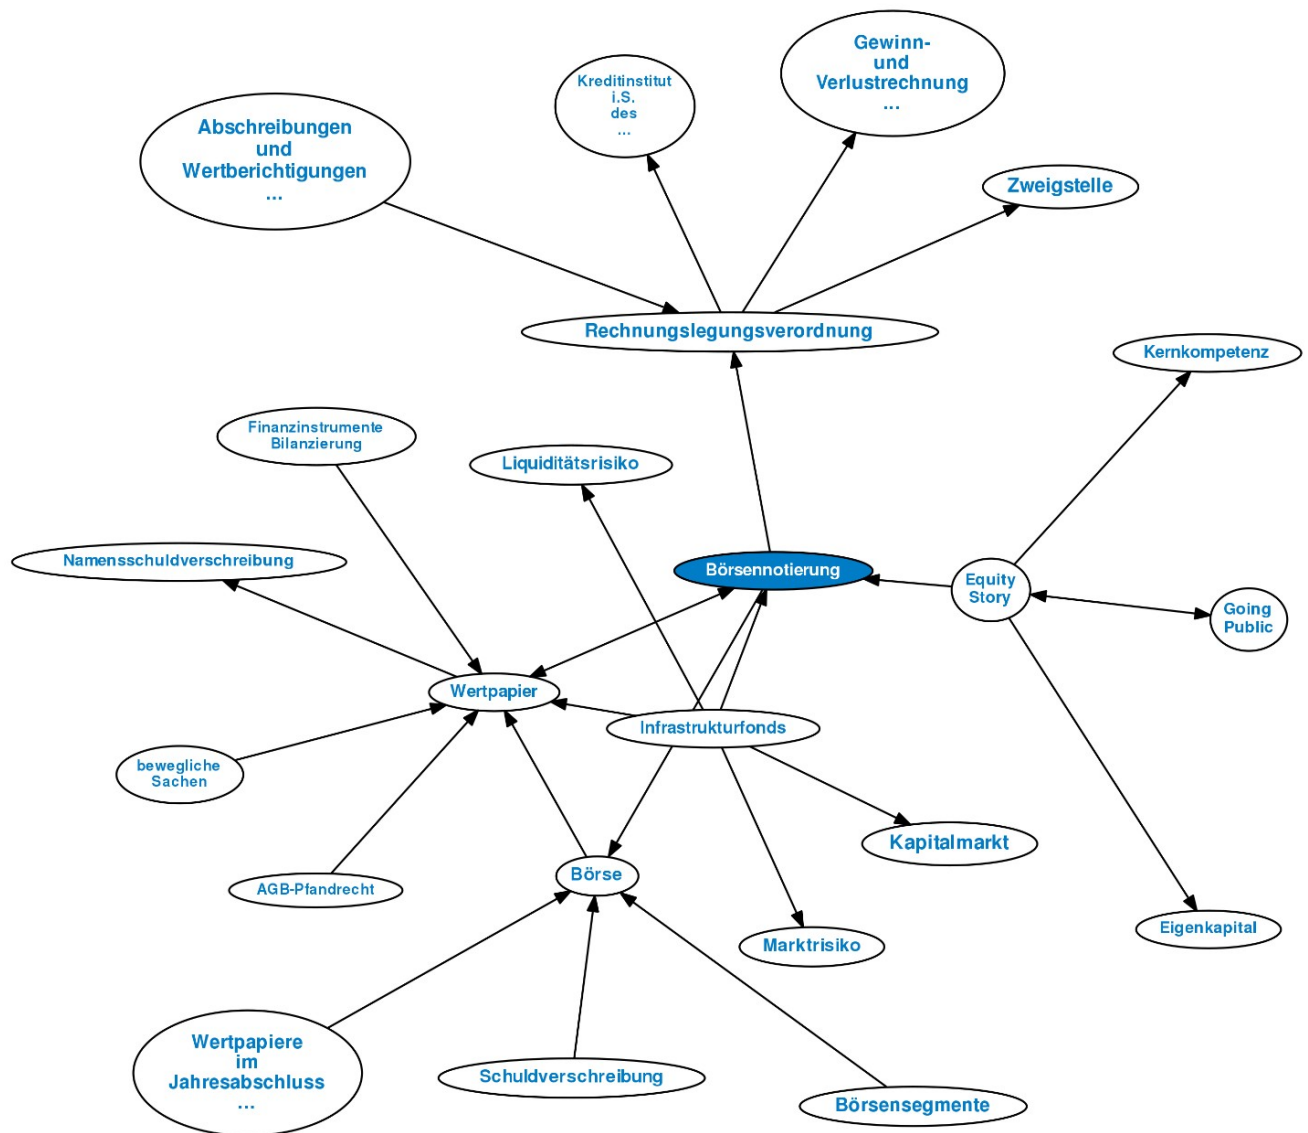 Gewinn-
und
Verlustrechnung
...
Kreditinstitut
i.S.
des
...
Abschreibungen
und
Wertberichtigungen
...
Zweigstelle
Rechnungslegungsverordnung
Kernkompetenz
Finanzinstrumente
Bilanzierung
Liquiditätsrisiko
Namensschuldverschreibung
Börsennotierung
Equity
Story
Going
Public
Wertpapier
Infrastrukturfonds
bewegliche
Sachen
Kapitalmarkt
Börse
AGB-Pfandrecht
Marktrisiko
Eigenkapital
Wertpapiere
im
Jahresabschluss
...
Schuldverschreibung
Börsensegmente